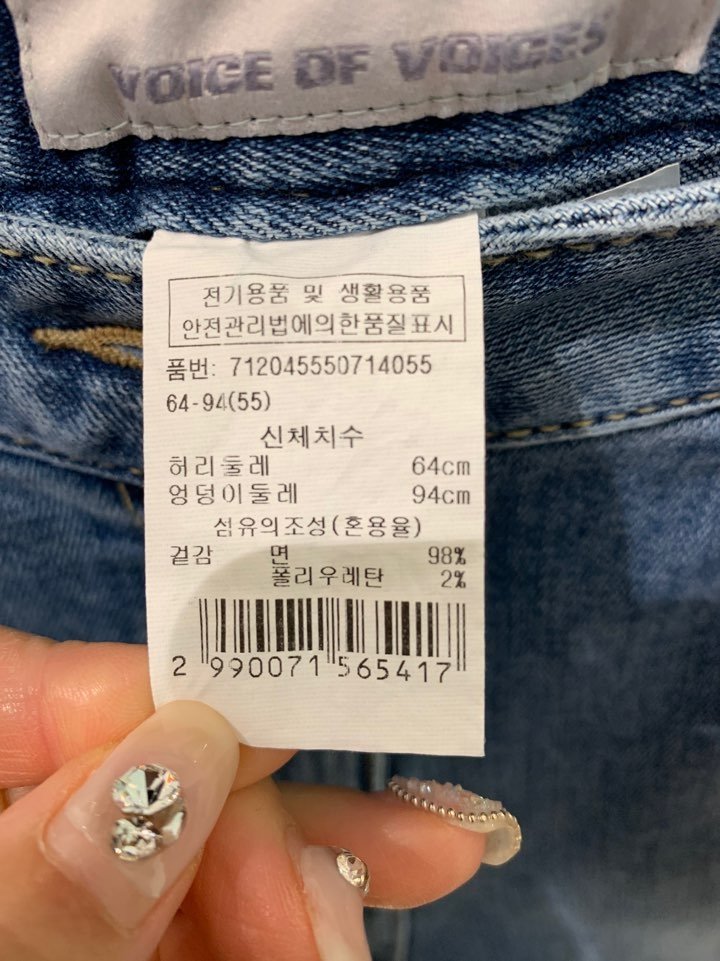 VOICE OF VOICES
전기용품 및 생활용품
안전관리법에의한품질표시
품번: 712045550714055
64-94(55)
신체치수
허리둘레 64cm
엉덩이둘레 94cm
섬유의조성(혼용율)
겉감 면 98%
폴리우레탄 2%
2 990071 565417